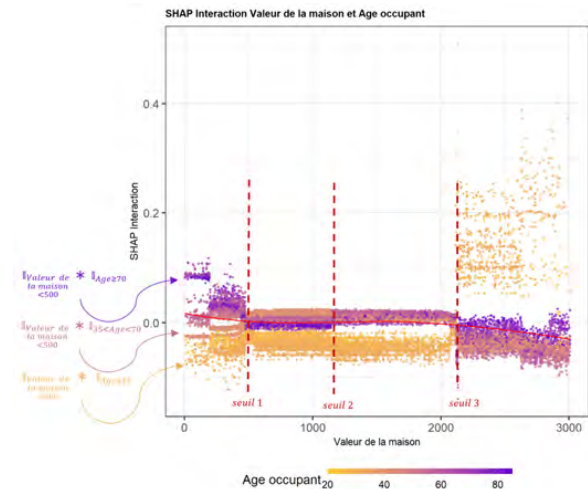 SHAP Interaction Valeur de la maison et Age occupant
SHAP Interaction
0.4
0.2
0.0
𝕀Valeur de la maison <500 * 𝕀Age≥70
𝕀Valeur de la maison <500 * 𝕀35<Age<70
seuil 1
seuil 2
seuil 3
0
1000
2000
3000
Valeur de la maison
Age occupant
20
40
60
80